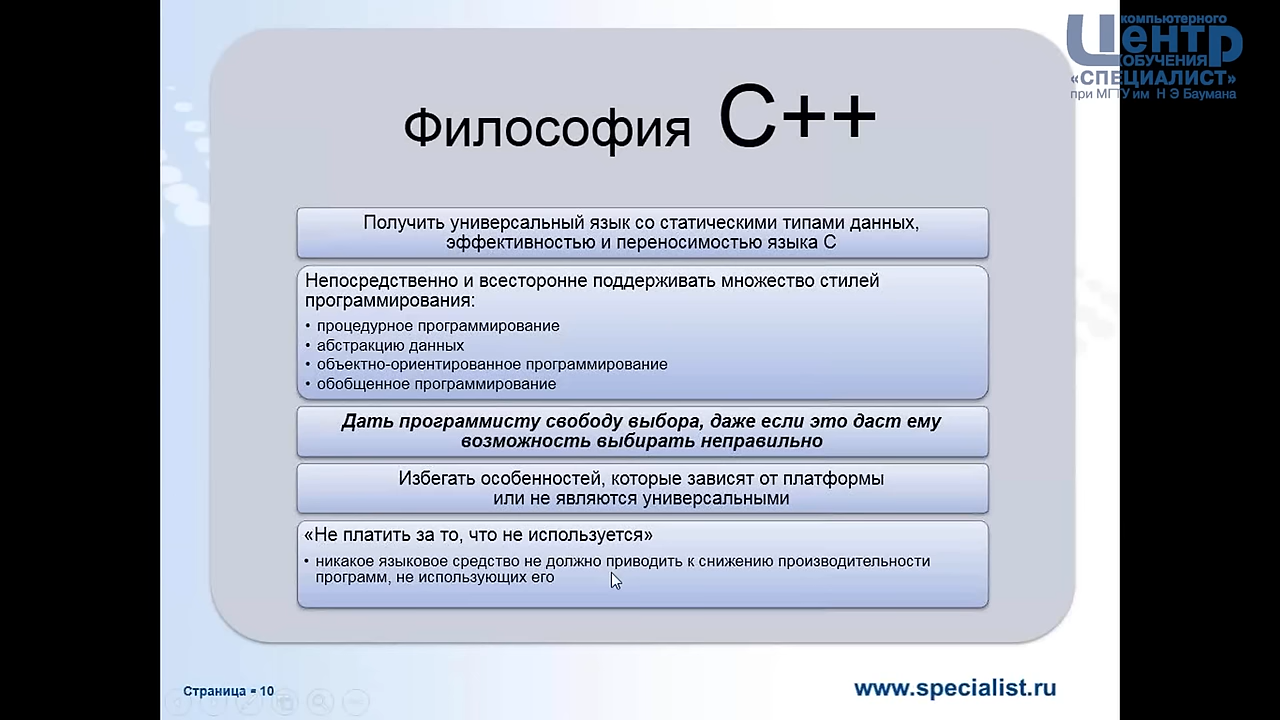 компьютерного
Центр
ОБУЧЕНИЯ
«СПЕЦИАЛИСТ»
при МГТУ им Н Э Баумана
Философия C++
Получить универсальный язык со статическими типами данных,
эффективностью и переносимостью языка C
Непосредственно и всесторонне поддерживать множество стилей
программирования:
• процедурное программирование
• абстракцию данных
• объектно-ориентированное программирование
• обобщенное программирование
Дать программисту свободу выбора, даже если это даст ему
возможность выбирать неправильно
Избегать особенностей, которые зависят от платформы
или не являются универсальными
«Не платить за то, что не используется»
• никакое языковое средство не должно приводить к снижению производительности
программ, не использующих его
Страница ▪ 10
www.specialist.ru